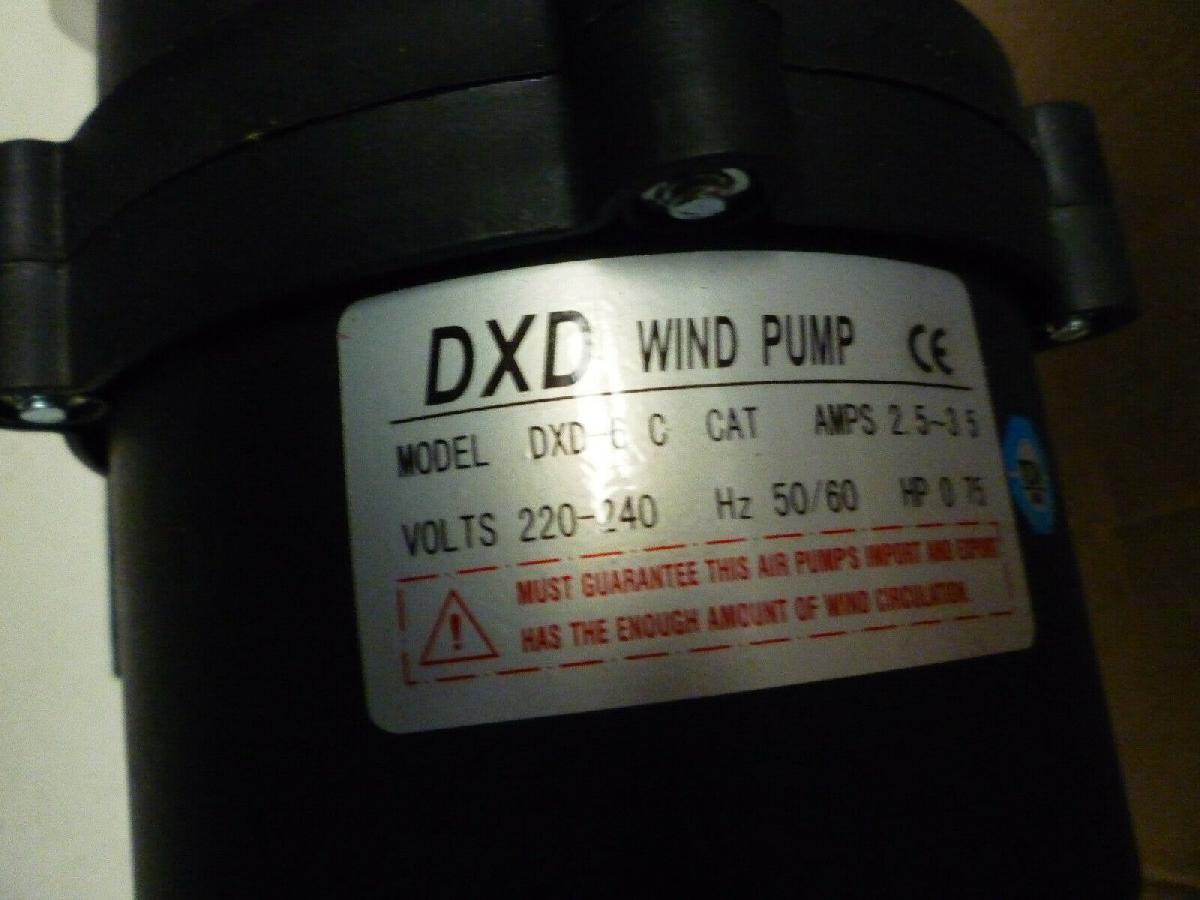 DXD WIND PUMP CE
MODEL DXD-6 C CAT AMPS 2.5~3.5
VOLTS 220-240 Hz 50/60 HP 0.75
MUST GUARANTEE THIS AIR PUMP'S IMPORT AND EXPORT
HAS THE ENOUGH AMOUNT OF WIND CIRCULATION.